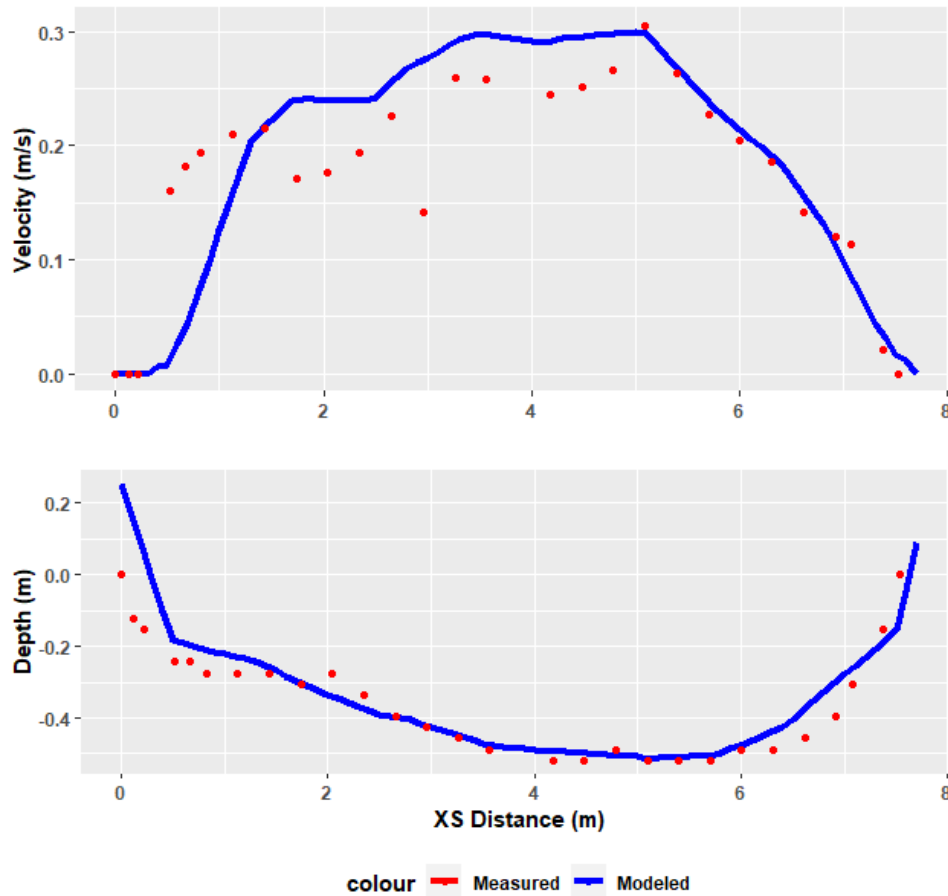 Velocity (m/s)
0.3
0.2
0.1
0.0
0 2 4 6 8
Depth (m)
0.2
0.0
-0.2
-0.4
0 2 4 6 8
XS Distance (m)
colour Measured Modeled